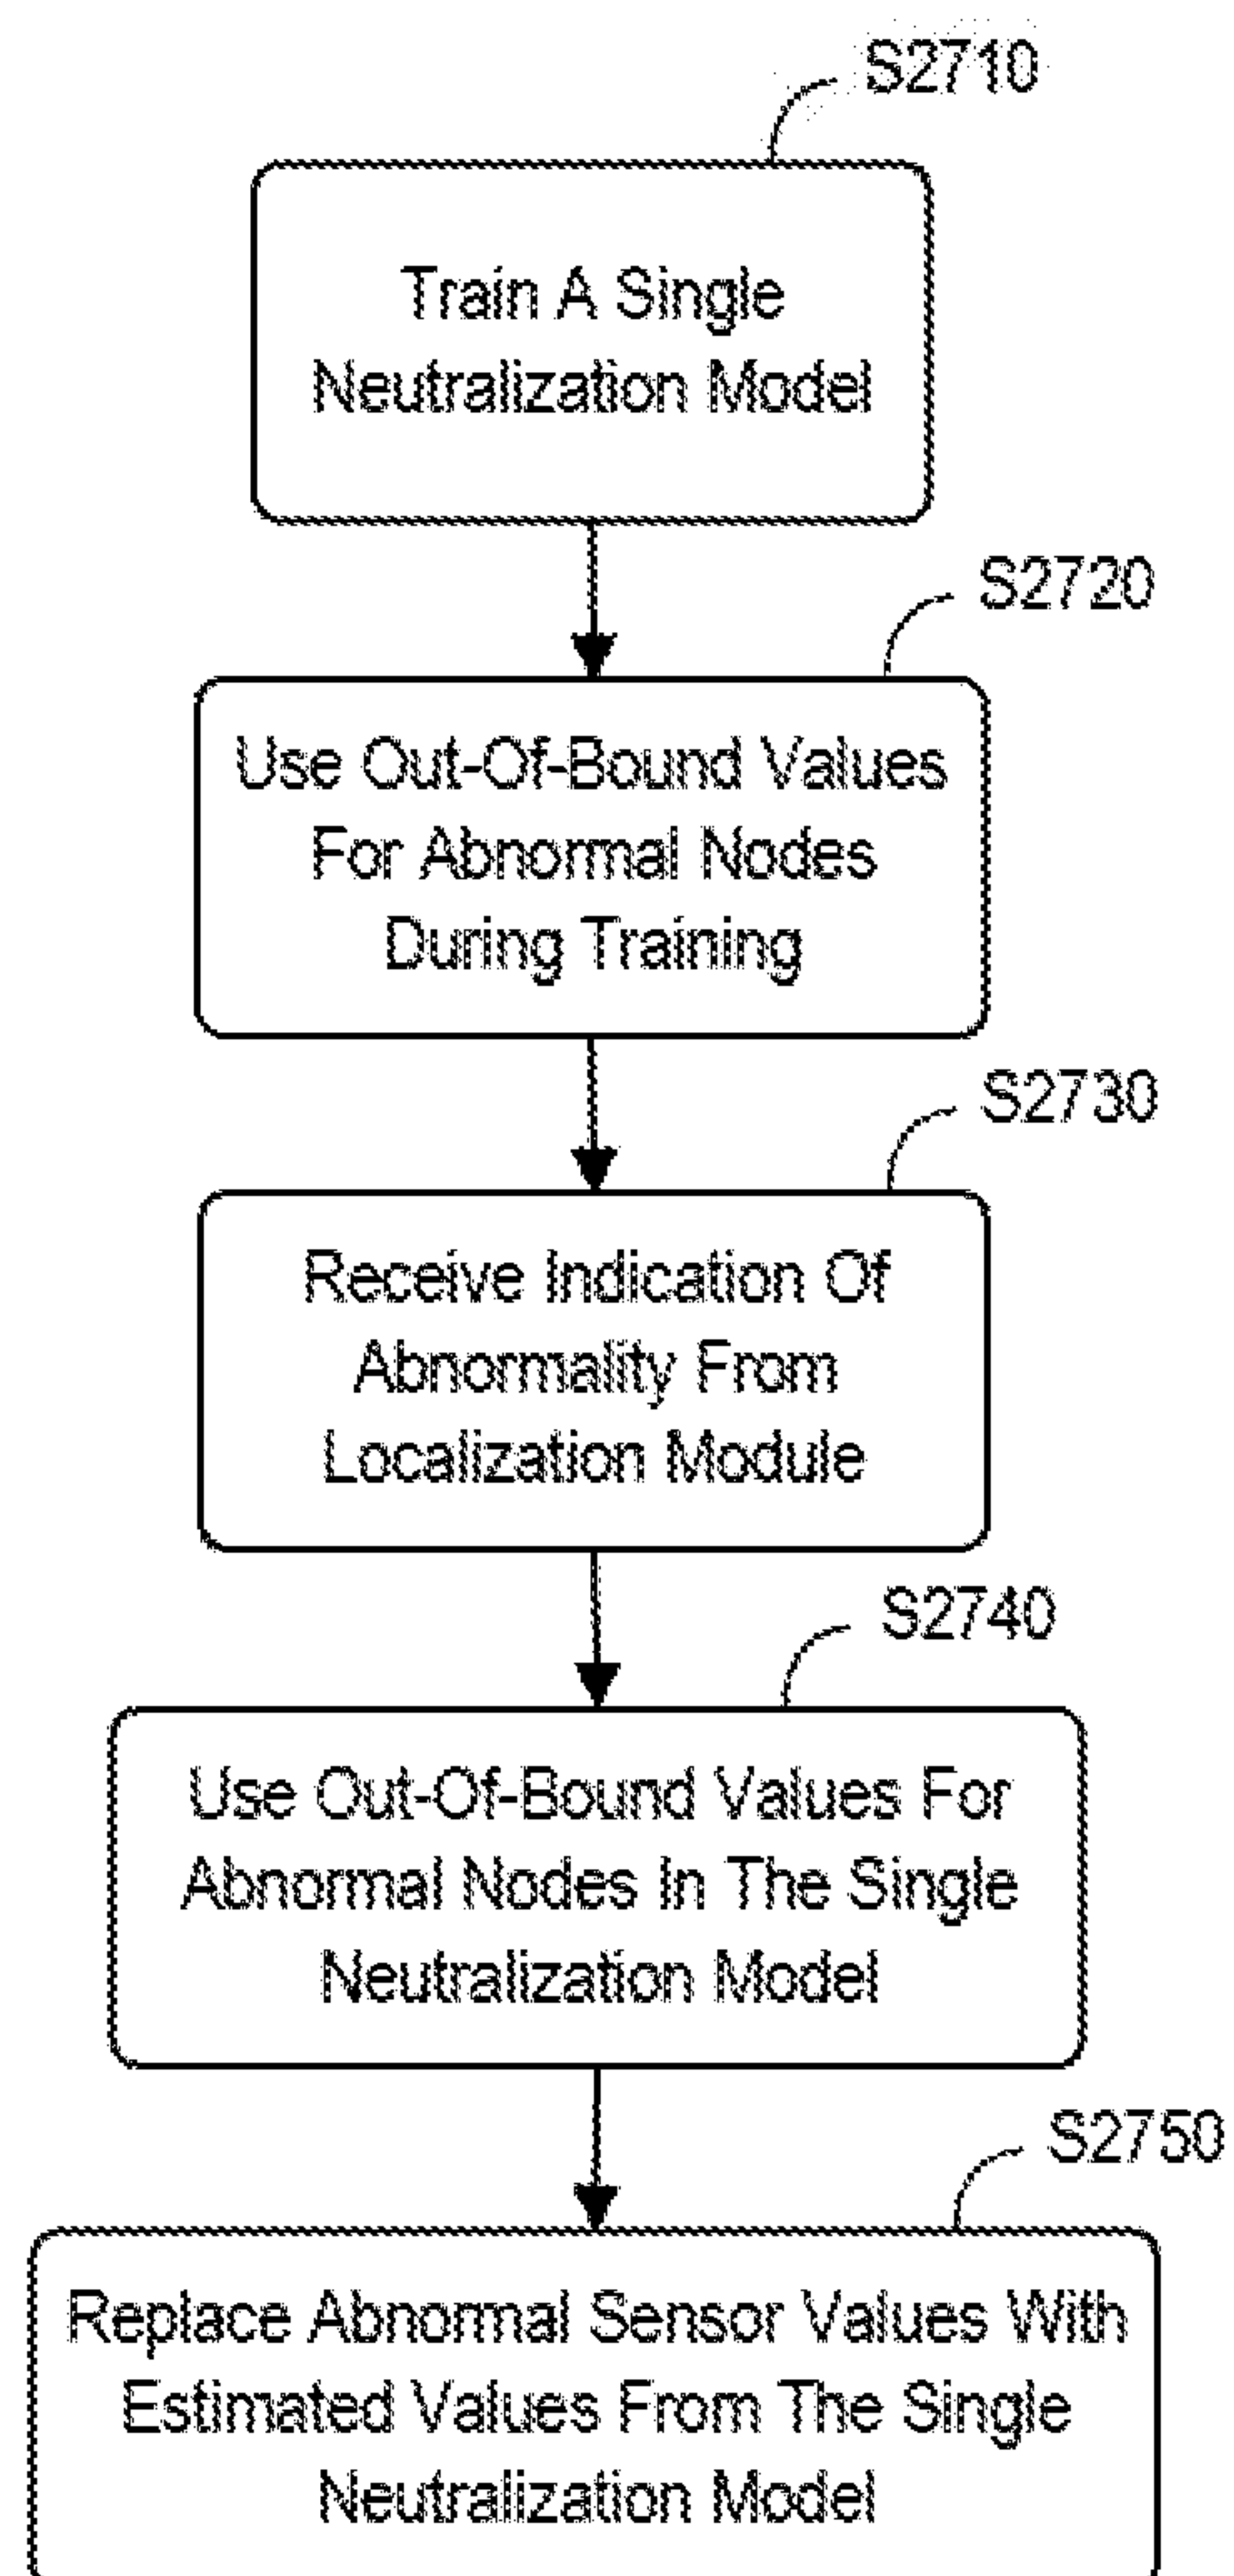 S2710
Train A Single
Neutralization Model
S2720
Use Out-Of-Bound Values
For Abnormal Nodes
During Training
S2730
Receive Indication Of
Abnormality From
Localization Module
S2740
Use Out-Of-Bound Values For
Abnormal Nodes In The Single
Neutralization Model
S2750
Replace Abnormal Sensor Values With
Estimated Values From The Single
Neutralization Model